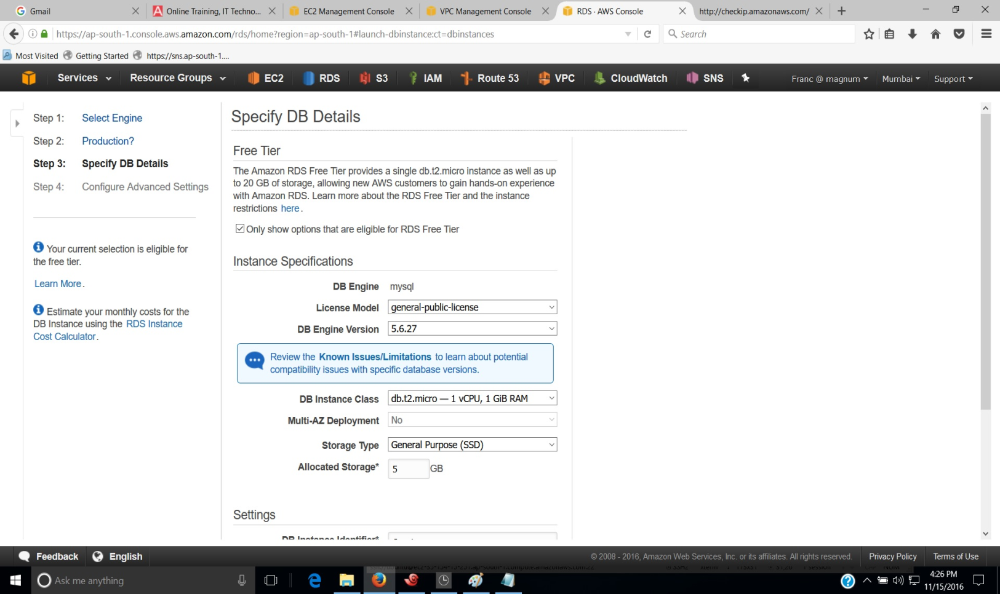 Gmail
Online Training, IT Techno...
EC2 Management Console
VPC Management Console
RDS · AWS Console
http://checkip.amazonaws.com/
https://ap-south-1.console.aws.amazon.com/rds/home?region=ap-south-1#launch-dbinstance:ct=dbinstances
Search
Most Visited
Getting Started
https://sns.ap-south-1....
Services
Resource Groups
EC2
RDS
S3
IAM
Route 53
VPC
CloudWatch
SNS
Franc @ magnum
Mumbai
Support
Step 1: Select Engine
Step 2: Production?
Step 3: Specify DB Details
Step 4: Configure Advanced Settings
Your current selection is eligible for
the free tier.
Learn More.
Estimate your monthly costs for the
DB Instance using the RDS Instance
Cost Calculator.
Specify DB Details
Free Tier
The Amazon RDS Free Tier provides a single db.t2.micro instance as well as up
to 20 GB of storage, allowing new AWS customers to gain hands-on experience
with Amazon RDS. Learn more about the RDS Free Tier and the instance
restrictions here.
Only show options that are eligible for RDS Free Tier
Instance Specifications
DB Engine mysql
License Model general-public-license
DB Engine Version 5.6.27
Review the Known Issues/Limitations to learn about potential
compatibility issues with specific database versions.
DB Instance Class db.t2.micro — 1 vCPU, 1 GiB RAM
Multi-AZ Deployment No
Storage Type General Purpose (SSD)
Allocated Storage* 5 GB
Settings
DB Instance Identifier*
Feedback
English
© 2008 - 2016, Amazon Web Services, Inc. or its affiliates. All rights reserved.
Privacy Policy
Terms of Use
Ask me anything
4:26 PM
11/15/2016